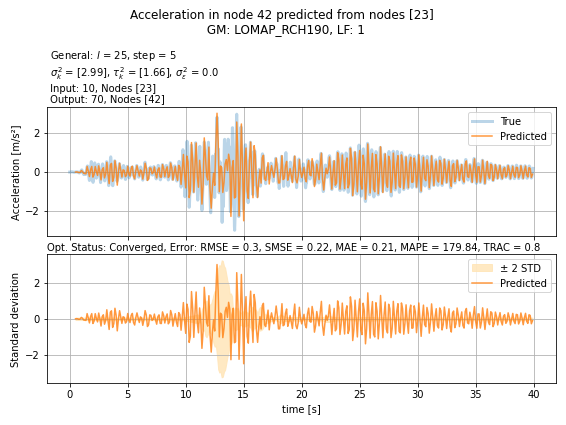 Acceleration in node 42 predicted from nodes [23]
GM: LOMAP_RCH190, LF: 1
General: l = 25, step = 5
σ²ₖ = [2.99], τ²ₖ = [1.66], σ²ε = 0.0
Input: 10, Nodes [23]
Output: 70, Nodes [42]
Acceleration [m/s²]
2
0
−2
True
Predicted
Opt. Status: Converged, Error: RMSE = 0.3, SMSE = 0.22, MAE = 0.21, MAPE = 179.84, TRAC = 0.8
Standard deviation
2
0
−2
± 2 STD
Predicted
0 5 10 15 20 25 30 35 40
time [s]